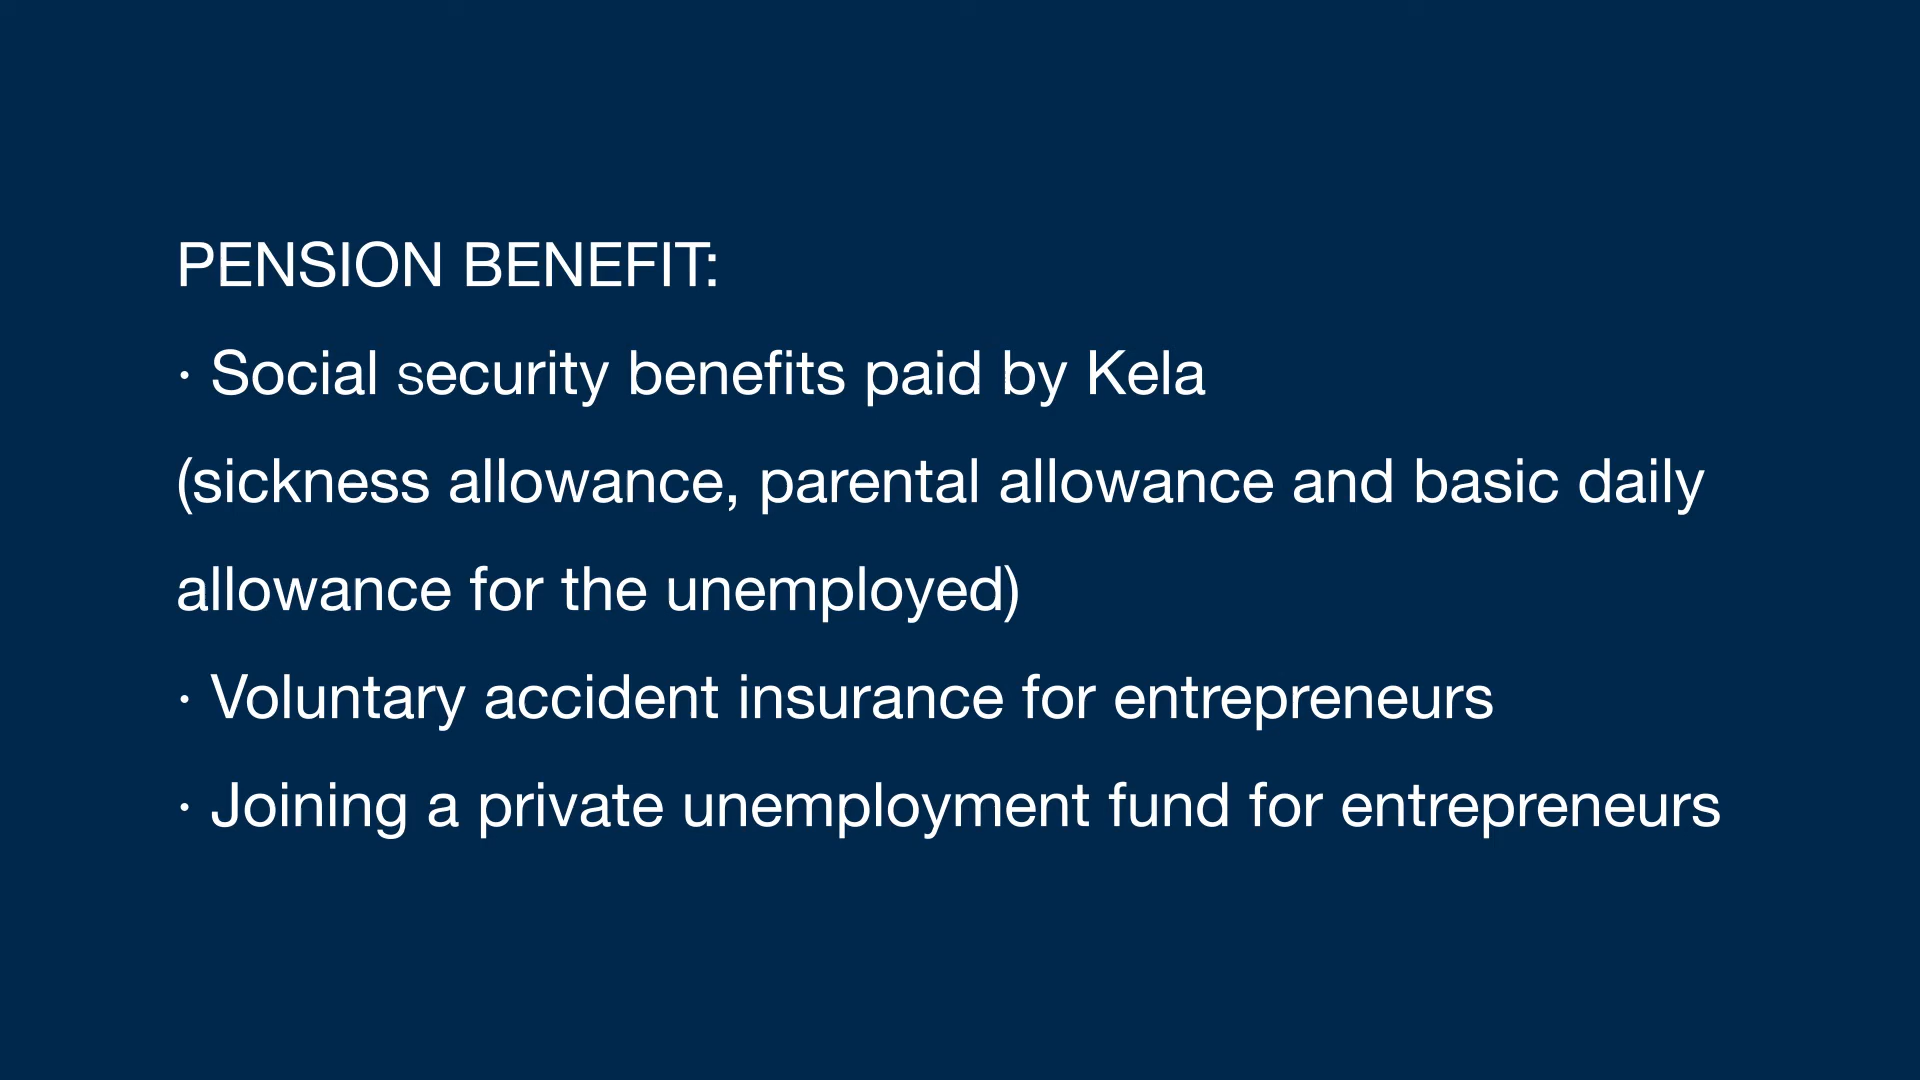 PENSION BENEFIT:
· Social security benefits paid by Kela
(sickness allowance, parental allowance and basic daily
allowance for the unemployed)
· Voluntary accident insurance for entrepreneurs
· Joining a private unemployment fund for entrepreneurs